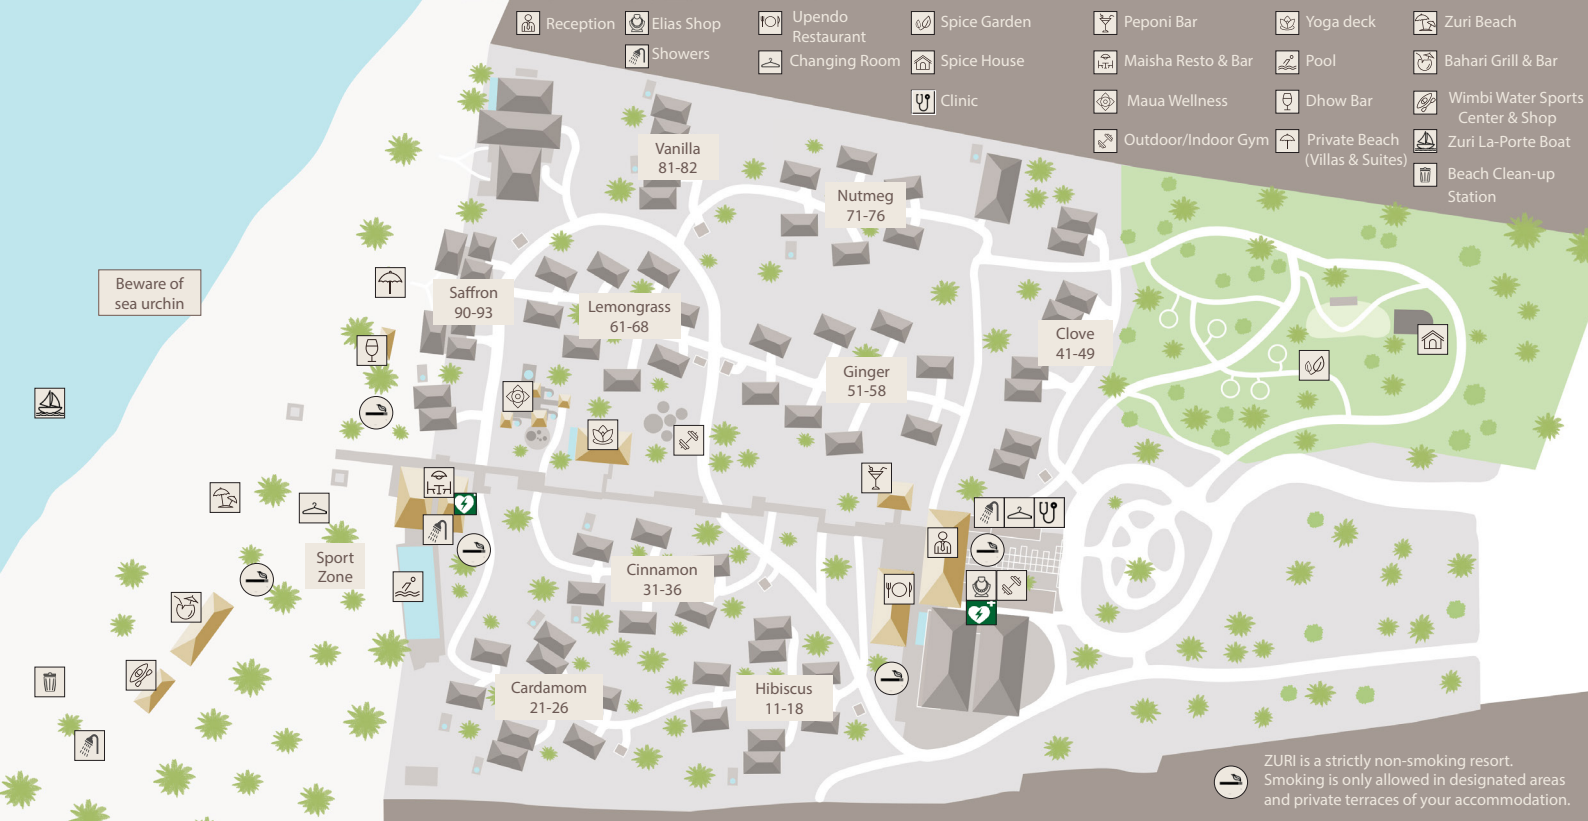 Reception
Elias Shop
Showers
Upendo
Restaurant
Changing Room
Spice Garden
Spice House
Clinic
Peponi Bar
Maisha Resto & Bar
Maua Wellness
Outdoor/Indoor Gym
Yoga deck
Pool
Dhow Bar
Private Beach
(Villas & Suites)
Zuri Beach
Bahari Grill & Bar
Wimbi Water Sports
Center & Shop
Zuri La-Porte Boat
Beach Clean-up
Station
Vanilla
81-82
Nutmeg
71-76
Beware of
sea urchin
Saffron
90-93
Lemongrass
61-68
Clove
41-49
Ginger
51-58
Sport
Zone
Cinnamon
31-36
Cardamom
21-26
Hibiscus
11-18
ZURI is a strictly non-smoking resort.
Smoking is only allowed in designated areas
and private terraces of your accommodation.